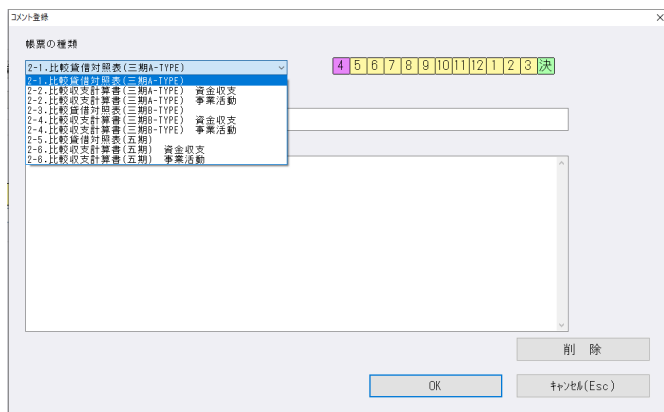 コメント登録
帳票の種類
2-1.比較貸借対照表(三期A-TYPE)
4 5 6 7 8 9 10 11 12 1 2 3 決
2-1.比較貸借対照表(三期A-TYPE)
2-2.比較収支計算書(三期A-TYPE) 資金収支
2-2.比較収支計算書(三期A-TYPE) 事業活動
2-3.比較貸借対照表(三期B-TYPE)
2-4.比較収支計算書(三期B-TYPE) 資金収支
2-4.比較収支計算書(三期B-TYPE) 事業活動
2-5.比較貸借対照表(五期)
2-6.比較収支計算書(五期) 資金収支
2-6.比較収支計算書(五期) 事業活動
削 除
OK
ｷｬﾝｾﾙ(Esc)